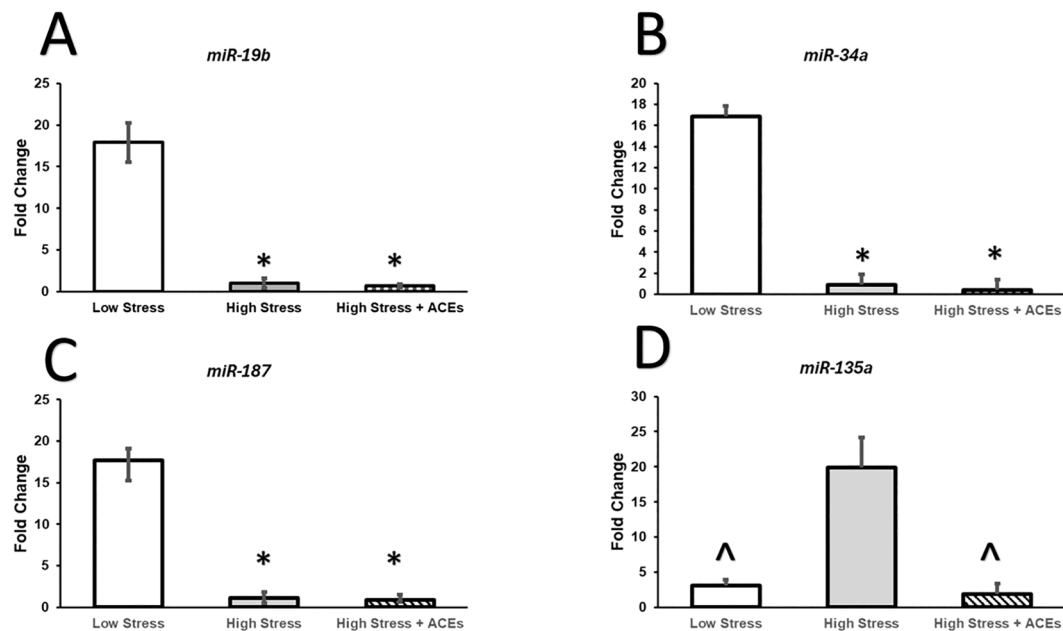 A
miR-19b
Fold Change
25
20
15
10
5
0
*
*
Low Stress
High Stress
High Stress + ACEs
B
miR-34a
Fold Change
20
18
16
14
12
10
8
6
4
2
0
*
*
Low Stress
High Stress
High Stress + ACEs
C
miR-187
Fold Change
25
20
15
10
5
0
*
*
Low Stress
High Stress
High Stress + ACEs
D
miR-135a
Fold Change
30
25
20
15
10
5
0
^
^
Low Stress
High Stress
High Stress + ACEs